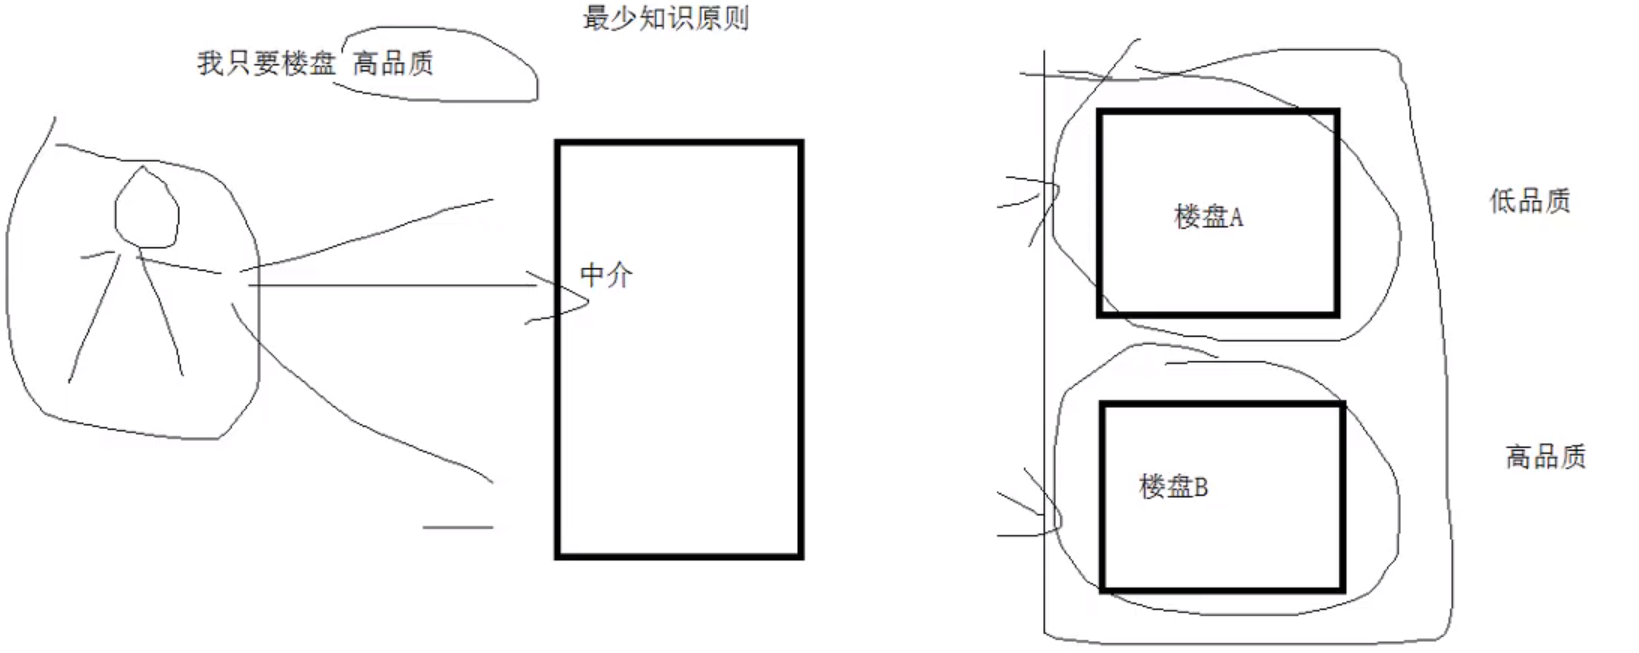 最少知识原则
我只要楼盘 高品质
中介
楼盘A
低品质
楼盘B
高品质